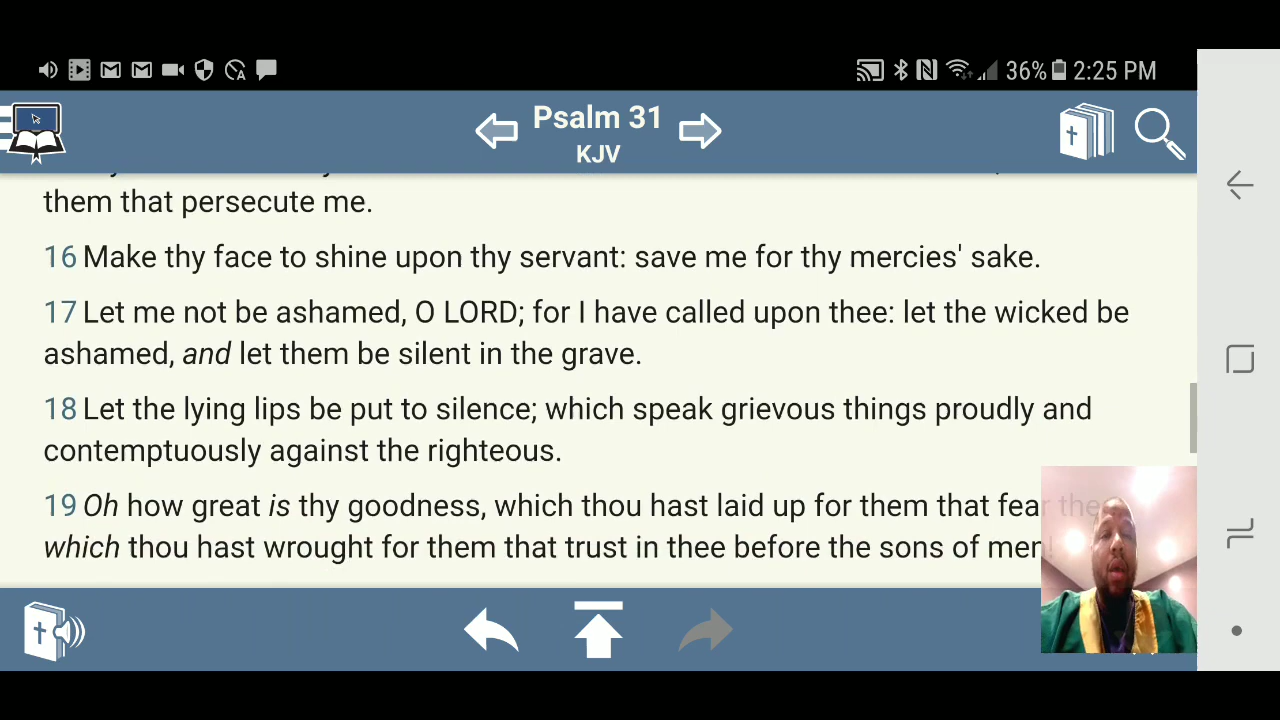 36% 2:25 PM
Psalm 31
KJV
them that persecute me.
16 Make thy face to shine upon thy servant: save me for thy mercies' sake.
17 Let me not be ashamed, O LORD; for I have called upon thee: let the wicked be
ashamed, and let them be silent in the grave.
18 Let the lying lips be put to silence; which speak grievous things proudly and
contemptuously against the righteous.
19 Oh how great is thy goodness, which thou hast laid up for them that fear
which thou hast wrought for them that trust in thee before the sons of men!